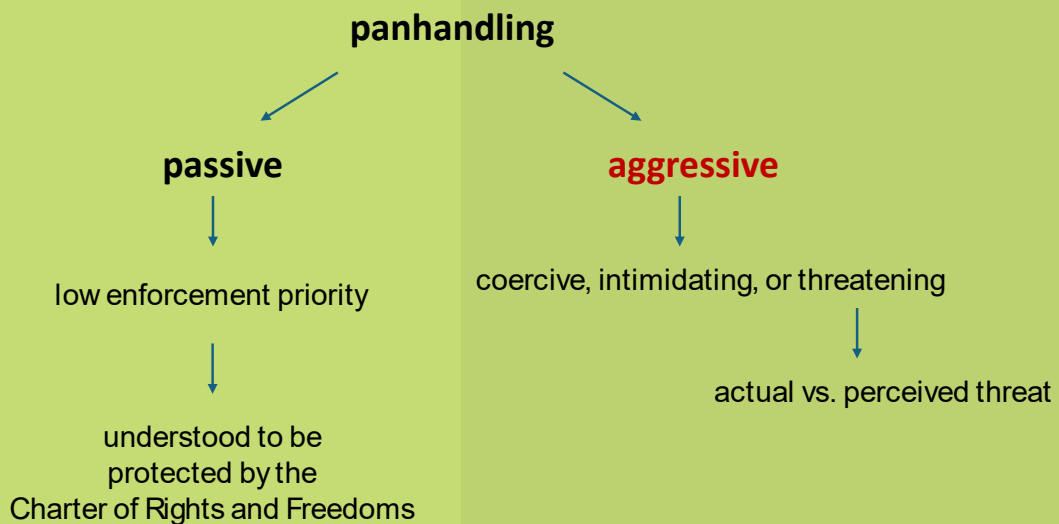 panhandling
passive
aggressive
low enforcement priority
coercive, intimidating, or threatening
actual vs. perceived threat
understood to be
protected by the
Charter of Rights and Freedoms